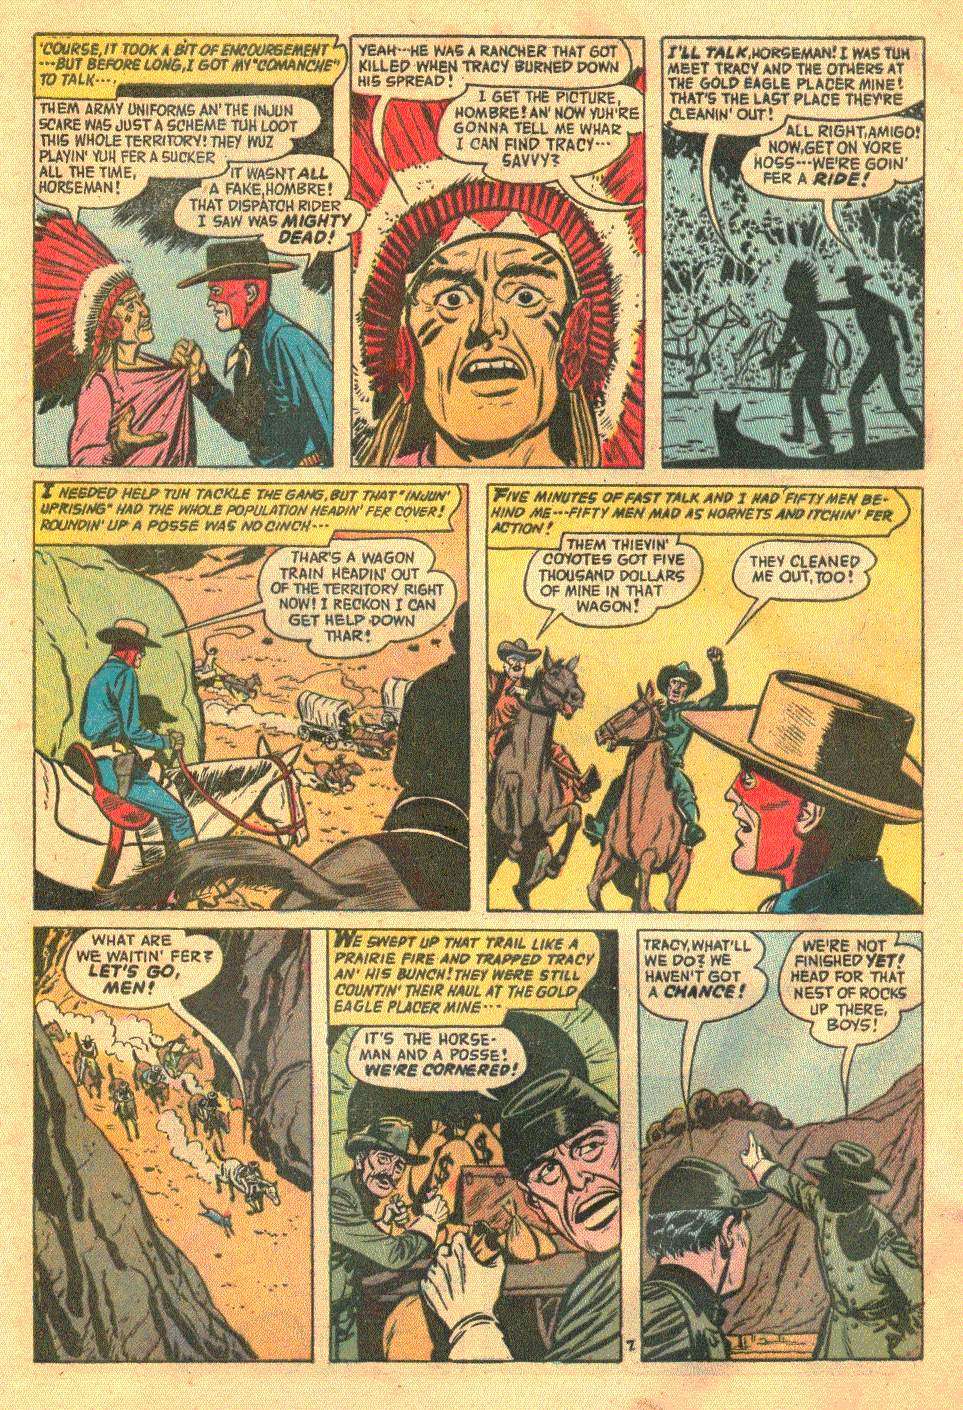 'COURSE, IT TOOK A BIT OF ENCOURGEMENT
---BUT BEFORE LONG, I GOT MY "COMANCHE"
TO TALK---.
THEM ARMY UNIFORMS AN' THE INJUN
SCARE WAS JUST A SCHEME TUH LOOT
THIS WHOLE TERRITORY! THEY WUZ
PLAYIN' YUH FER A SUCKER
ALL THE TIME,
HORSEMAN!
IT WASN'T ALL
A FAKE, HOMBRE!
THAT DISPATCH RIDER
I SAW WAS MIGHTY
DEAD!
YEAH---HE WAS A RANCHER THAT GOT
KILLED WHEN TRACY BURNED DOWN
HIS SPREAD!
I GET THE PICTURE,
HOMBRE! AN' NOW YUH'RE
GONNA TELL ME WHAR
I CAN FIND TRACY---
SAVVY?
I'LL TALK, HORSEMAN! I WAS TUH
MEET TRACY AND THE OTHERS AT
THE GOLD EAGLE PLACER MINE!
THAT'S THE LAST PLACE THEY'RE
CLEANIN' OUT!
ALL RIGHT, AMIGO!
NOW, GET ON YORE
HOSS---WE'RE GOIN'
FER A RIDE!
I NEEDED HELP TUH TACKLE THE GANG, BUT THAT "INJUN'
UPRISING" HAD THE WHOLE POPULATION HEADIN' FER COVER!
ROUNDIN' UP A POSSE WAS NO CINCH---
THAR'S A WAGON
TRAIN HEADIN' OUT
OF THE TERRITORY RIGHT
NOW! I RECKON I CAN
GET HELP DOWN
THAR!
FIVE MINUTES OF FAST TALK AND I HAD FIFTY MEN BE-
HIND ME---FIFTY MEN MAD AS HORNETS AND ITCHIN' FER
ACTION!
THEM THIEVIN'
COYOTES GOT FIVE
THOUSAND DOLLARS
OF MINE IN THAT
WAGON!
THEY CLEANED
ME OUT, TOO!
WHAT ARE
WE WAITIN' FER?
LET'S GO,
MEN!
WE SWEPT UP THAT TRAIL LIKE A
PRAIRIE FIRE AND TRAPPED TRACY
AN' HIS BUNCH! THEY WERE STILL
COUNTIN' THEIR HAUL AT THE GOLD
EAGLE PLACER MINE---
IT'S THE HORSE-
MAN AND A POSSE!
WE'RE CORNERED!
$
$
7
TRACY, WHAT'LL
WE DO? WE
HAVEN'T GOT
A CHANCE!
WE'RE NOT
FINISHED YET!
HEAD FOR THAT
NEST OF ROCKS
UP THERE,
BOYS!